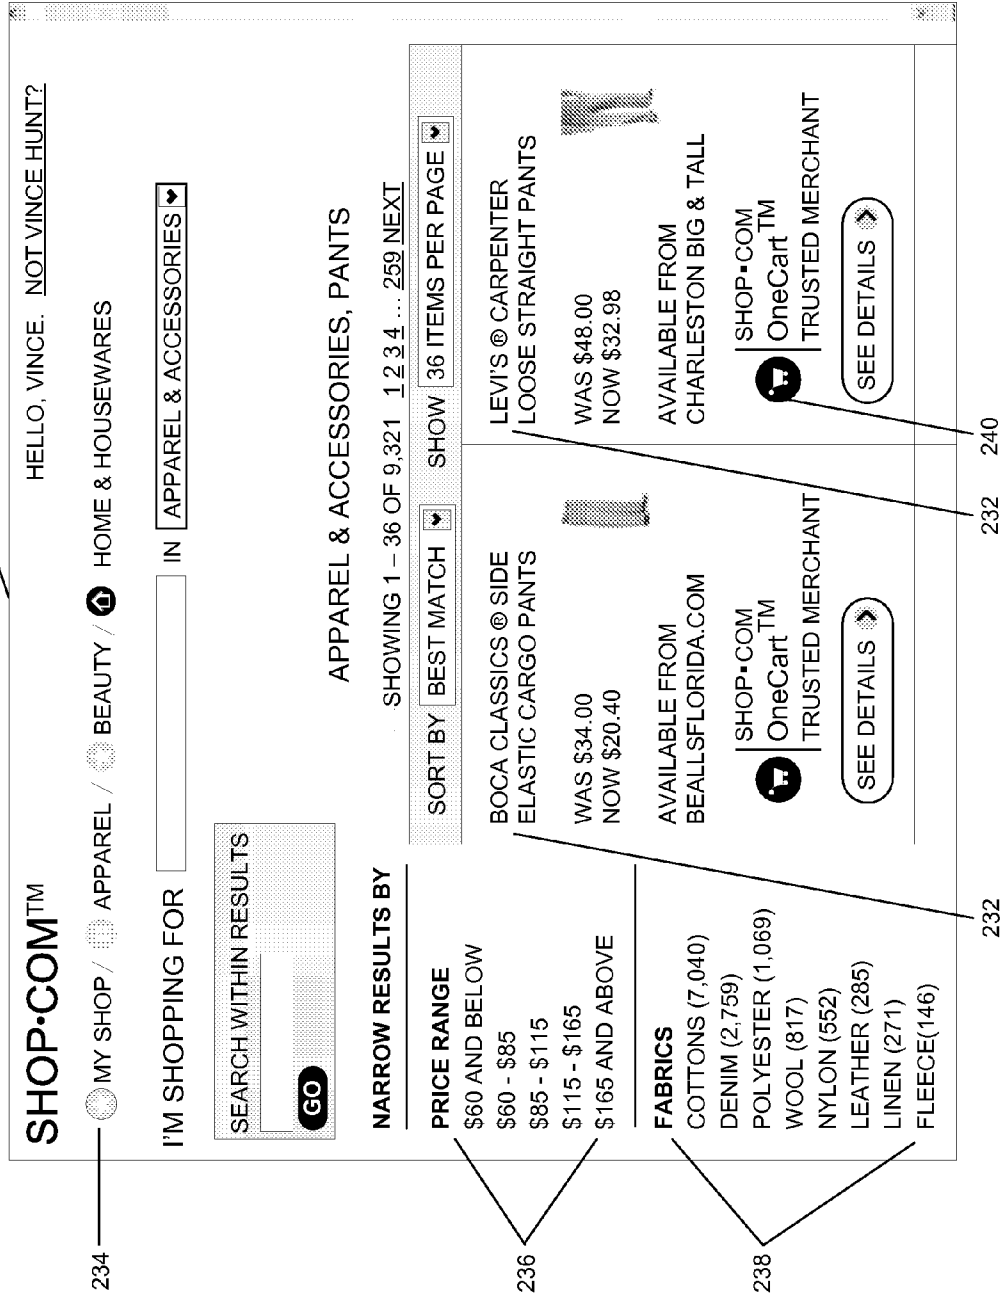 SHOP•COM™
HELLO, VINCE. NOT VINCE HUNT?
MY SHOP / APPAREL / BEAUTY / HOME & HOUSEWARES
I'M SHOPPING FOR IN APPAREL & ACCESSORIES
SEARCH WITHIN RESULTS
GO
APPAREL & ACCESSORIES, PANTS
SHOWING 1 – 36 OF 9,321 1 2 3 4 ... 259 NEXT
SORT BY BEST MATCH SHOW 36 ITEMS PER PAGE
NARROW RESULTS BY
PRICE RANGE
$60 AND BELOW
$60 - $85
$85 - $115
$115 - $165
$165 AND ABOVE
FABRICS
COTTONS (7,040)
DENIM (2,759)
POLYESTER (1,069)
WOOL (817)
NYLON (552)
LEATHER (285)
LINEN (271)
FLEECE(146)
BOCA CLASSICS ® SIDE
ELASTIC CARGO PANTS
WAS $34.00
NOW $20.40
AVAILABLE FROM
BEALLSFLORIDA.COM
SHOP▪COM
OneCart™
TRUSTED MERCHANT
SEE DETAILS
LEVI'S ® CARPENTER
LOOSE STRAIGHT PANTS
WAS $48.00
NOW $32.98
AVAILABLE FROM
CHARLESTON BIG & TALL
SHOP▪COM
OneCart™
TRUSTED MERCHANT
SEE DETAILS
234
236
238
232
232
240